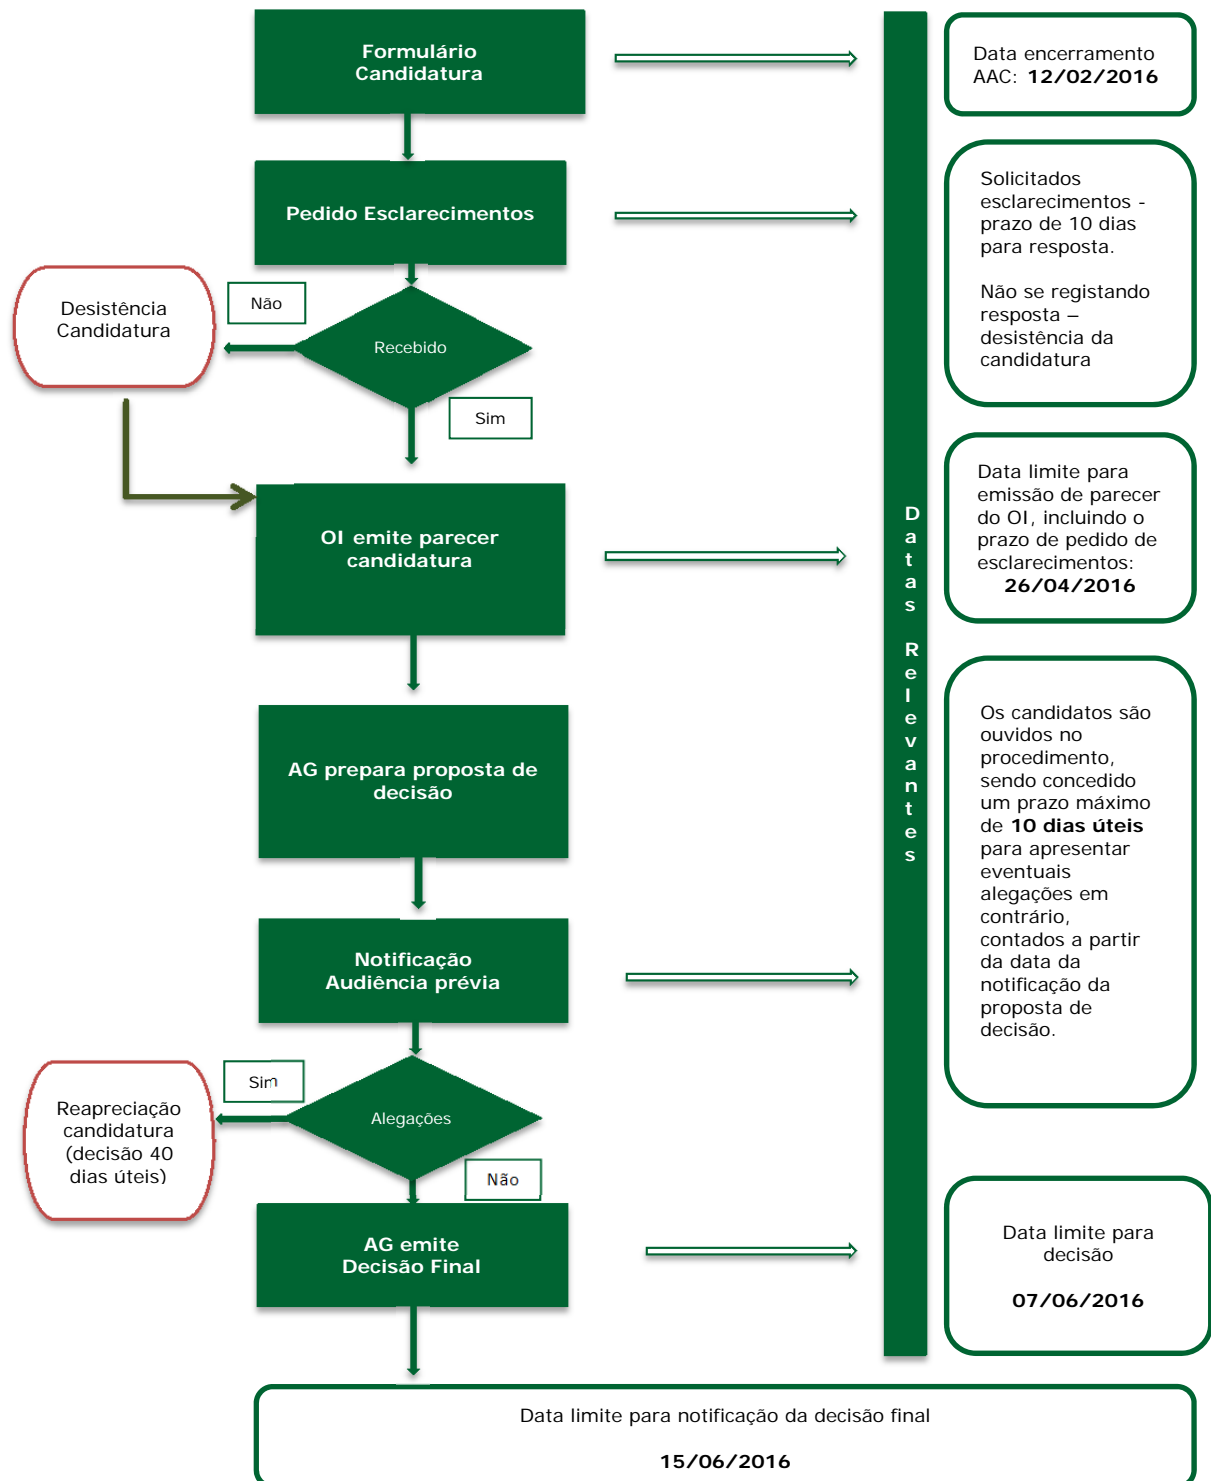 Formulário
Candidatura
Data encerramento
AAC: 12/02/2016
Pedido Esclarecimentos
Solicitados
esclarecimentos -
prazo de 10 dias
para resposta.
Não se registando
resposta –
desistência da
candidatura
Desistência
Candidatura
Não
Recebido
Sim
OI emite parecer
candidatura
Data limite para
emissão de parecer
do OI, incluindo o
prazo de pedido de
esclarecimentos:
26/04/2016
Datas Relevantes
AG prepara proposta de
decisão
Os candidatos são
ouvidos no
procedimento,
sendo concedido
um prazo máximo
de 10 dias úteis
para apresentar
eventuais
alegações em
contrário,
contados a partir
da data da
notificação da
proposta de
decisão.
Notificação
Audiência prévia
Sim
Alegações
Reapreciação
candidatura
(decisão 40
dias úteis)
Não
AG emite
Decisão Final
Data limite para
decisão
07/06/2016
Data limite para notificação da decisão final
15/06/2016